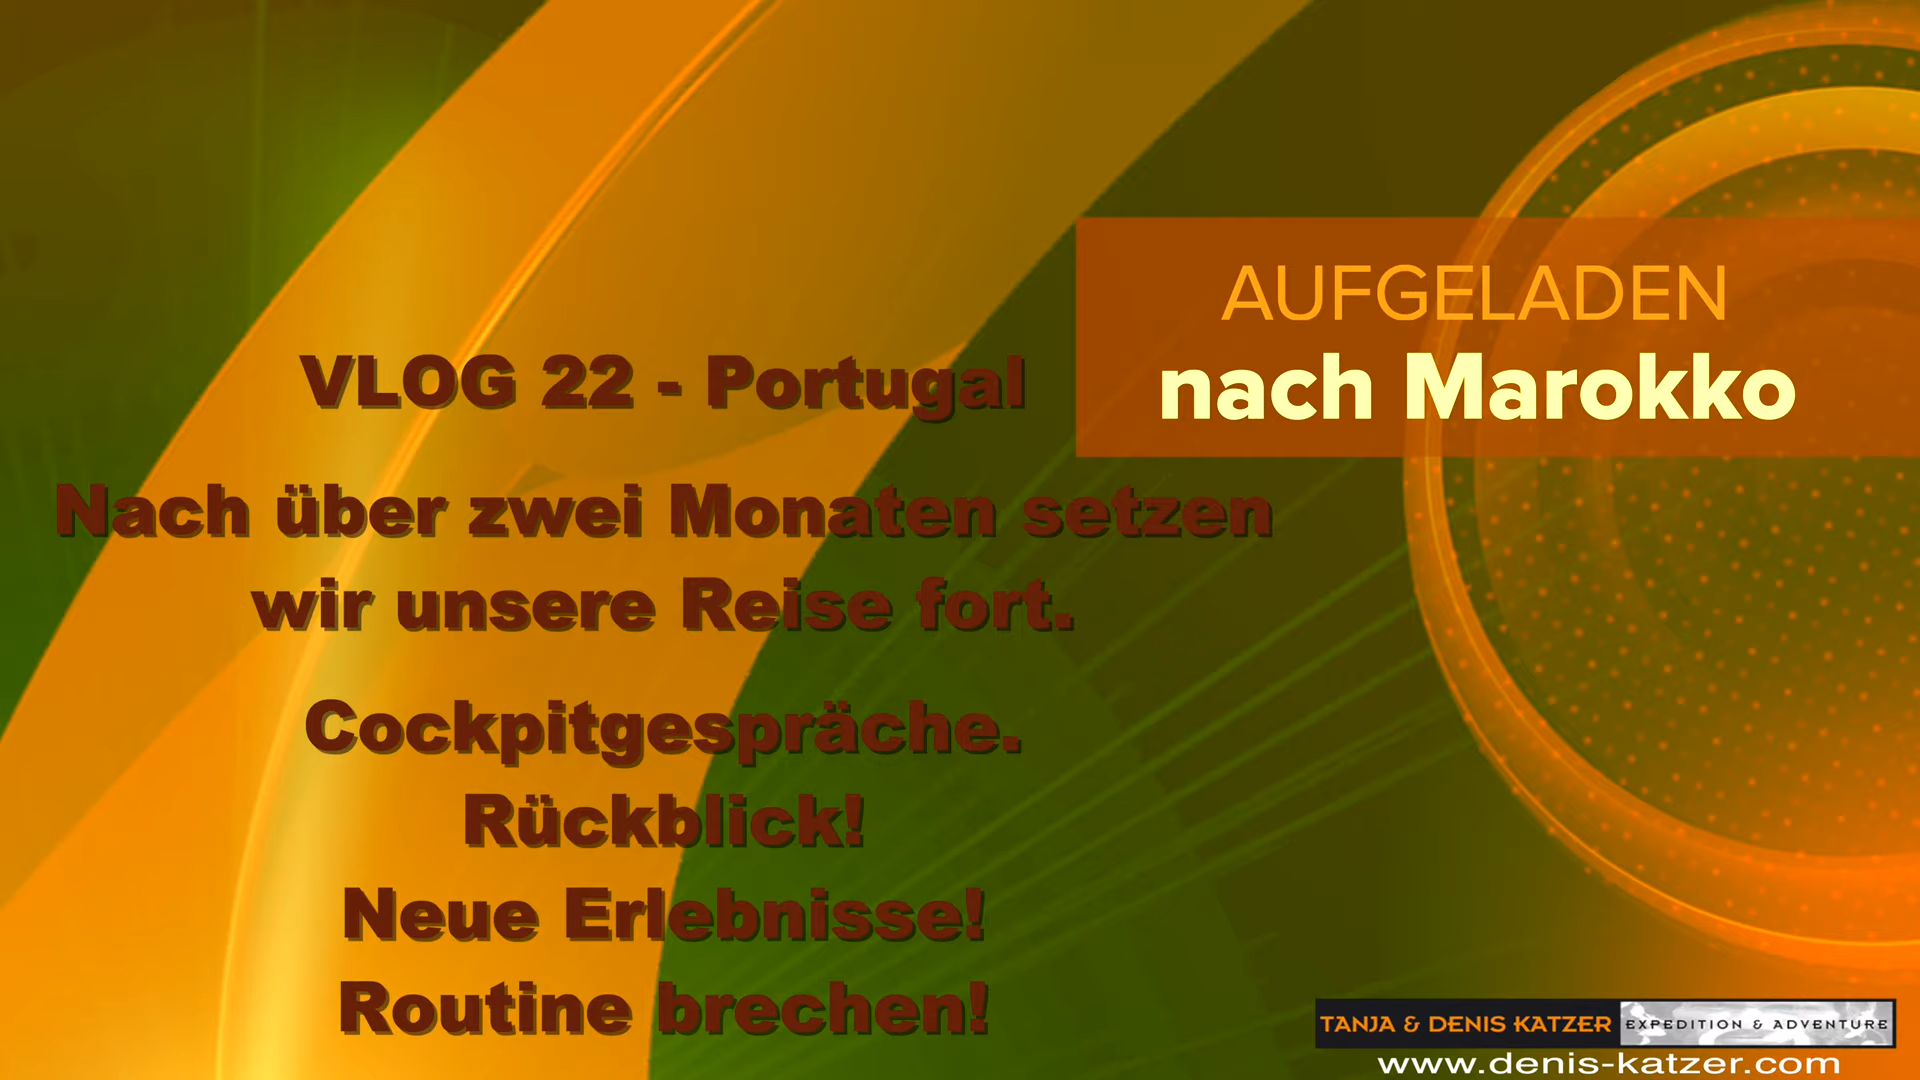 AUFGELADEN
nach Marokko
VLOG 22 - Portugal
Nach über zwei Monaten setzen
wir unsere Reise fort.
Cockpitgespräche.
Rückblick!
Neue Erlebnisse!
Routine brechen!
TANJA & DENIS KATZER EXPEDITION & ADVENTURE
www.denis-katzer.com